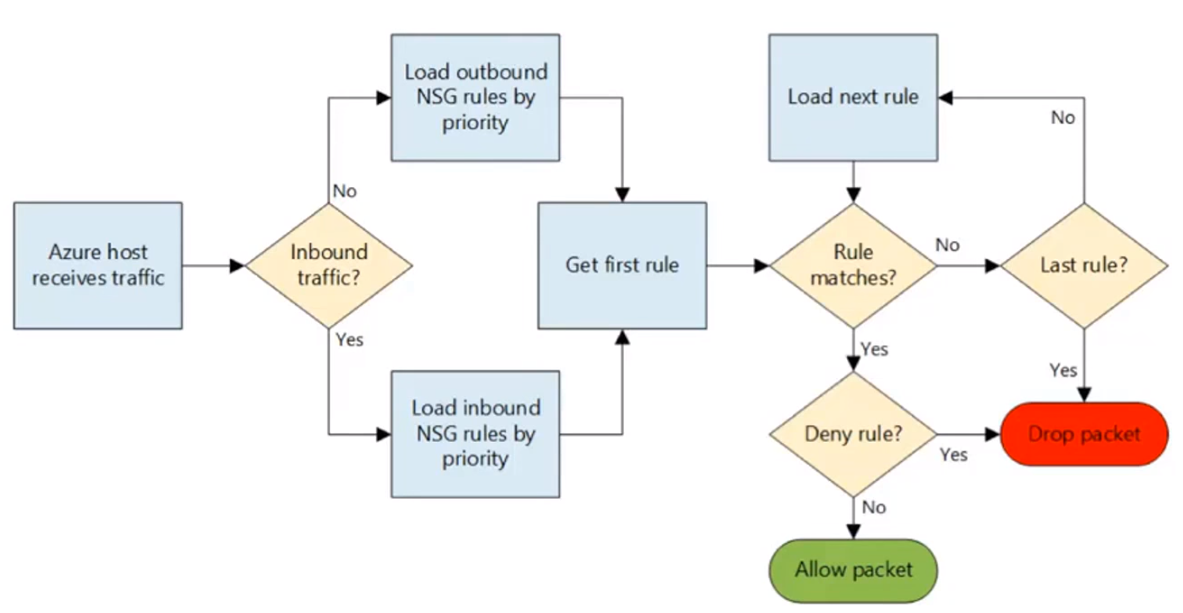 Load outbound
NSG rules by
priority
Load next rule
No
No
Azure host
receives traffic
Inbound
traffic?
Get first rule
Rule
matches?
No
Last rule?
Yes
Yes
Yes
Load inbound
NSG rules by
priority
Deny rule?
Yes
Drop packet
No
Allow packet